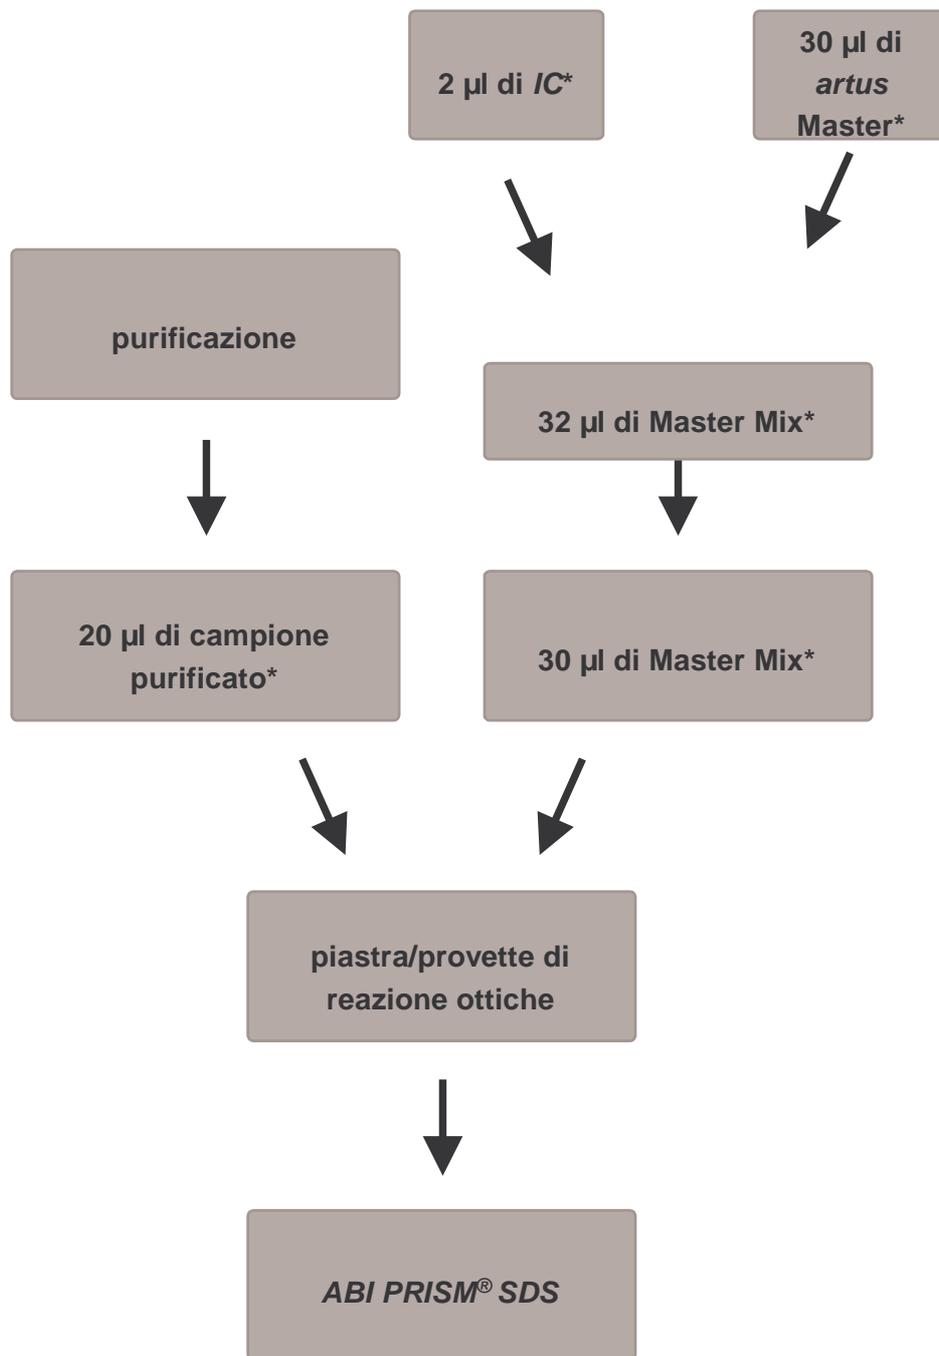 2 µl di IC*
30 µl di
artus
Master*
purificazione
32 µl di Master Mix*
20 µl di campione
purificato*
30 µl di Master Mix*
piastra/provette di
reazione ottiche
ABI PRISM® SDS